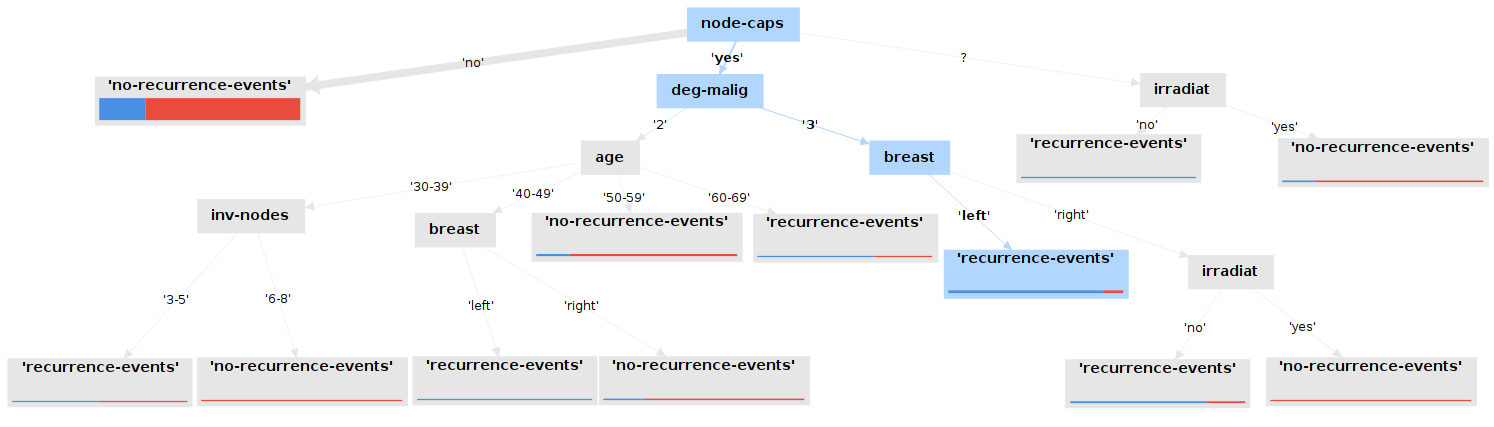 node-caps
'no'
'yes'
?
'no-recurrence-events'
deg-malig
irradiat
'2'
'3'
'no'
'yes'
age
breast
'recurrence-events'
'no-recurrence-events'
'30-39'
'40-49'
'50-59'
'60-69'
'left'
'right'
inv-nodes
breast
'no-recurrence-events'
'recurrence-events'
'recurrence-events'
irradiat
'3-5'
'6-8'
'left'
'right'
'no'
'yes'
'recurrence-events'
'no-recurrence-events'
'recurrence-events'
'no-recurrence-events'
'recurrence-events'
'no-recurrence-events'